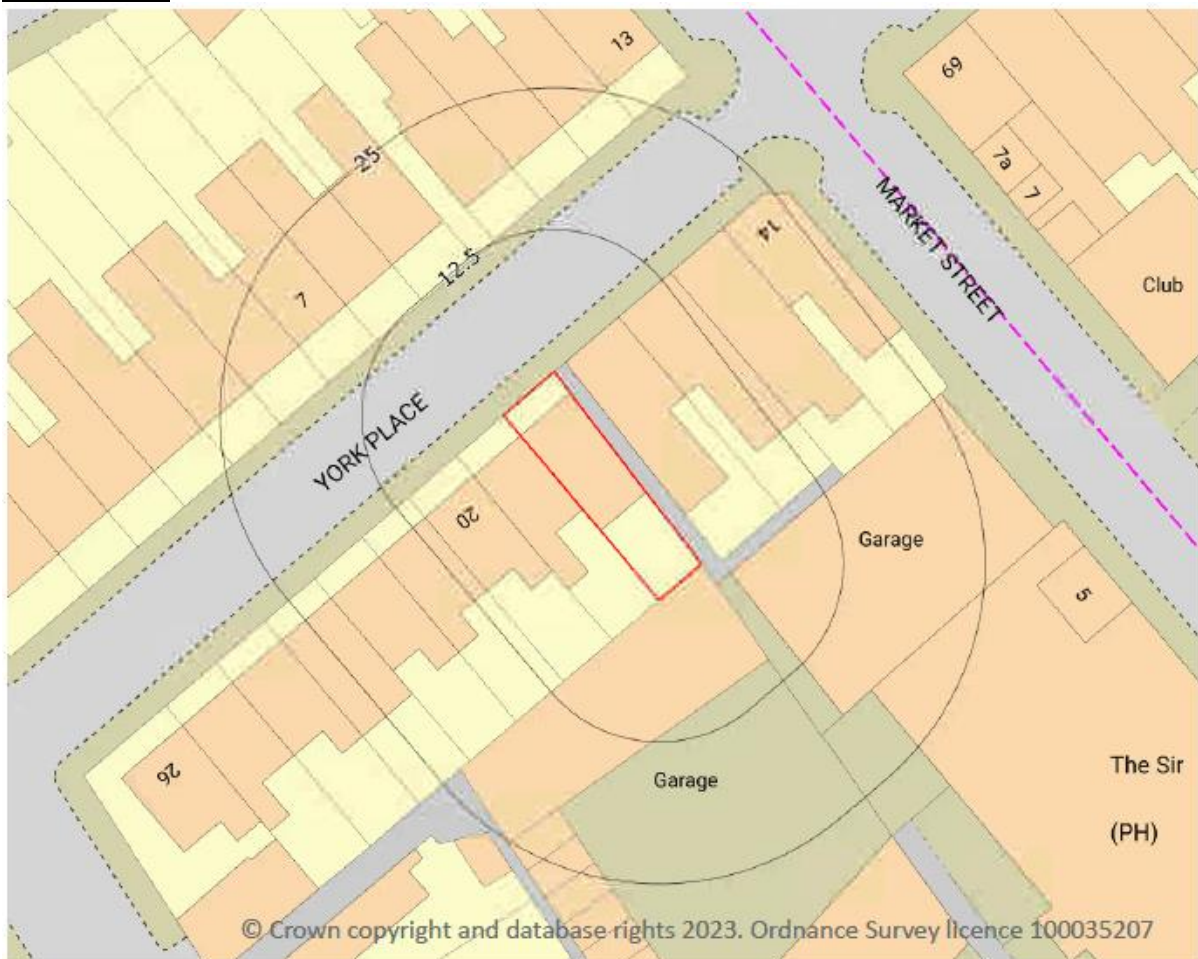 13
69
25
7a
7
14
MARKET STREET
12.5
7
Club
YORK PLACE
20
Garage
5
26
Garage
The Sir
(PH)
© Crown copyright and database rights 2023. Ordnance Survey licence 100035207